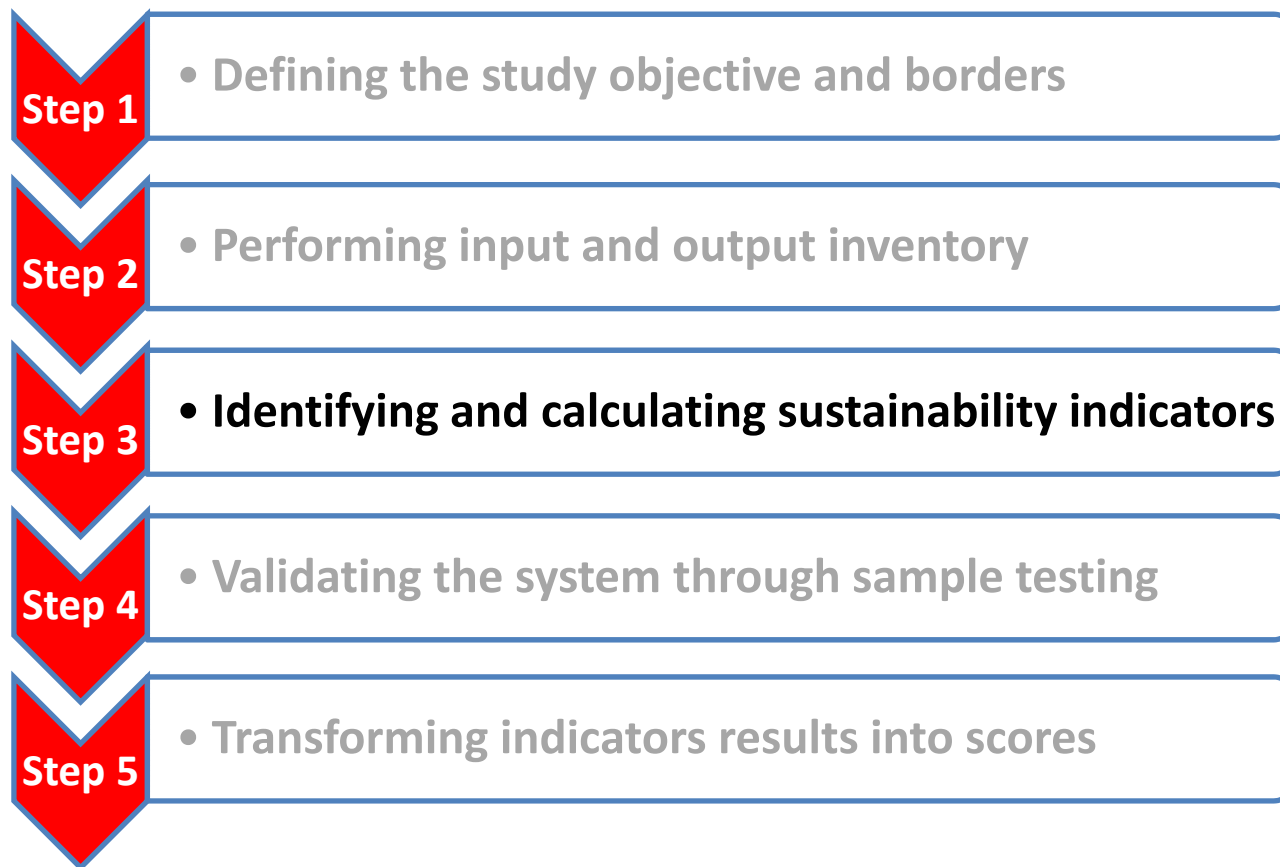 Step 1
• Defining the study objective and borders
Step 2
• Performing input and output inventory
Step 3
• Identifying and calculating sustainability indicators
Step 4
• Validating the system through sample testing
Step 5
• Transforming indicators results into scores